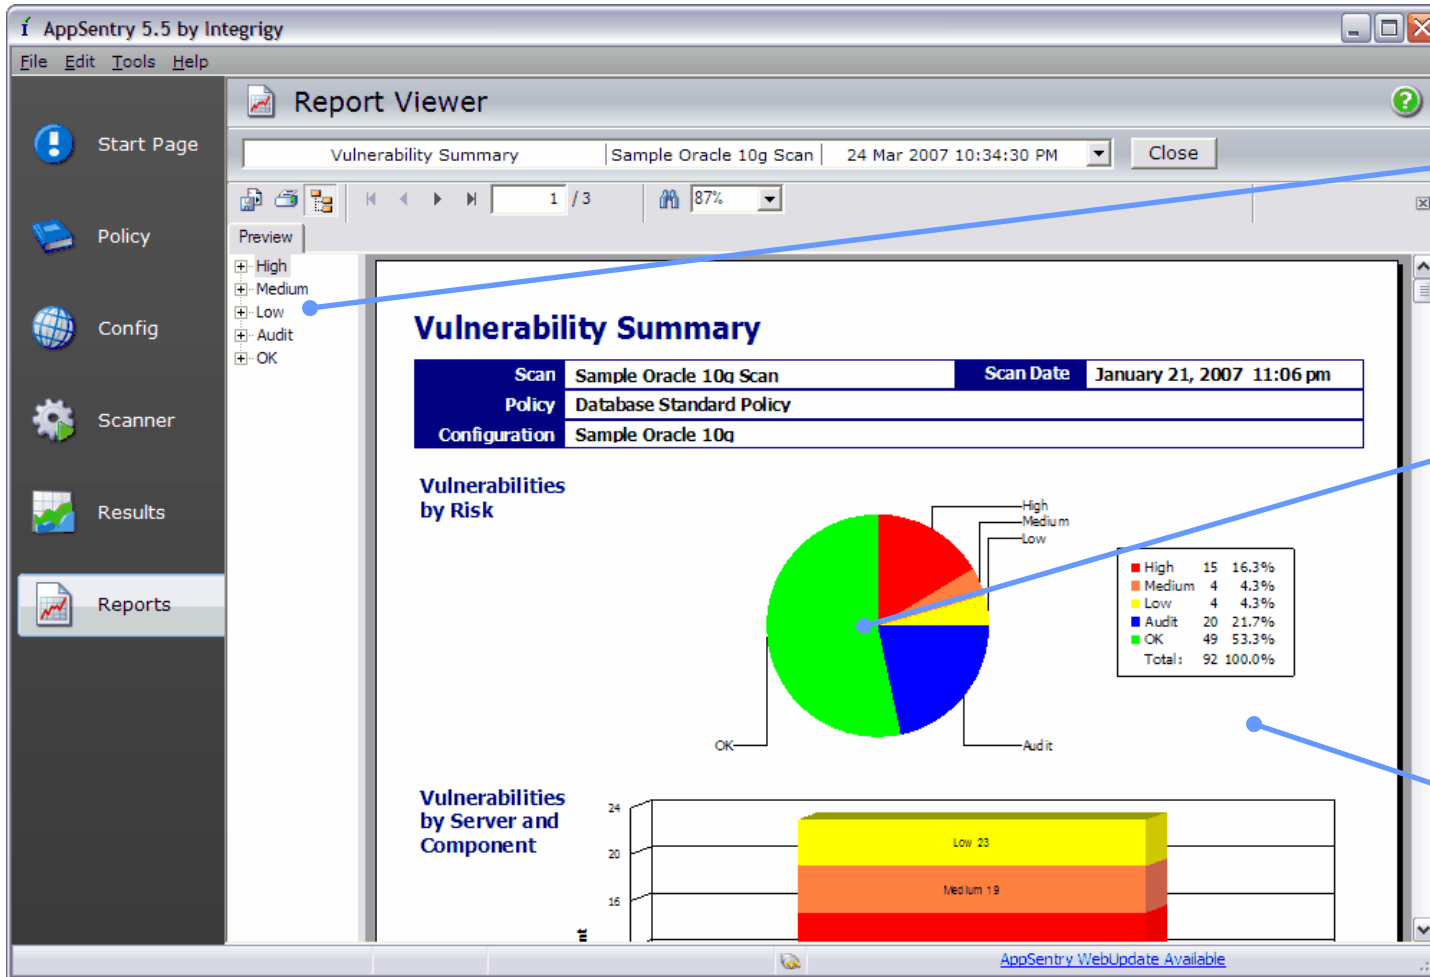 AppSentry 5.5 by Integrigy
File Edit Tools Help
Report Viewer
Start Page
Policy
Config
Scanner
Results
Reports
Vulnerability Summary Sample Oracle 10g Scan 24 Mar 2007 10:34:30 PM Close
1 / 3 87%
Preview
High
Medium
Low
Audit
OK
Vulnerability Summary
Scan Sample Oracle 10g Scan Scan Date January 21, 2007 11:06 pm
Policy Database Standard Policy
Configuration Sample Oracle 10g
Vulnerabilities
by Risk
High
Medium
Low
OK
Audit
High 15 16.3%
Medium 4 4.3%
Low 4 4.3%
Audit 20 21.7%
OK 49 53.3%
Total: 92 100.0%
Vulnerabilities
by Server and
Component
24
20
16
Low 23
Medium 19
AppSentry WebUpdate Available